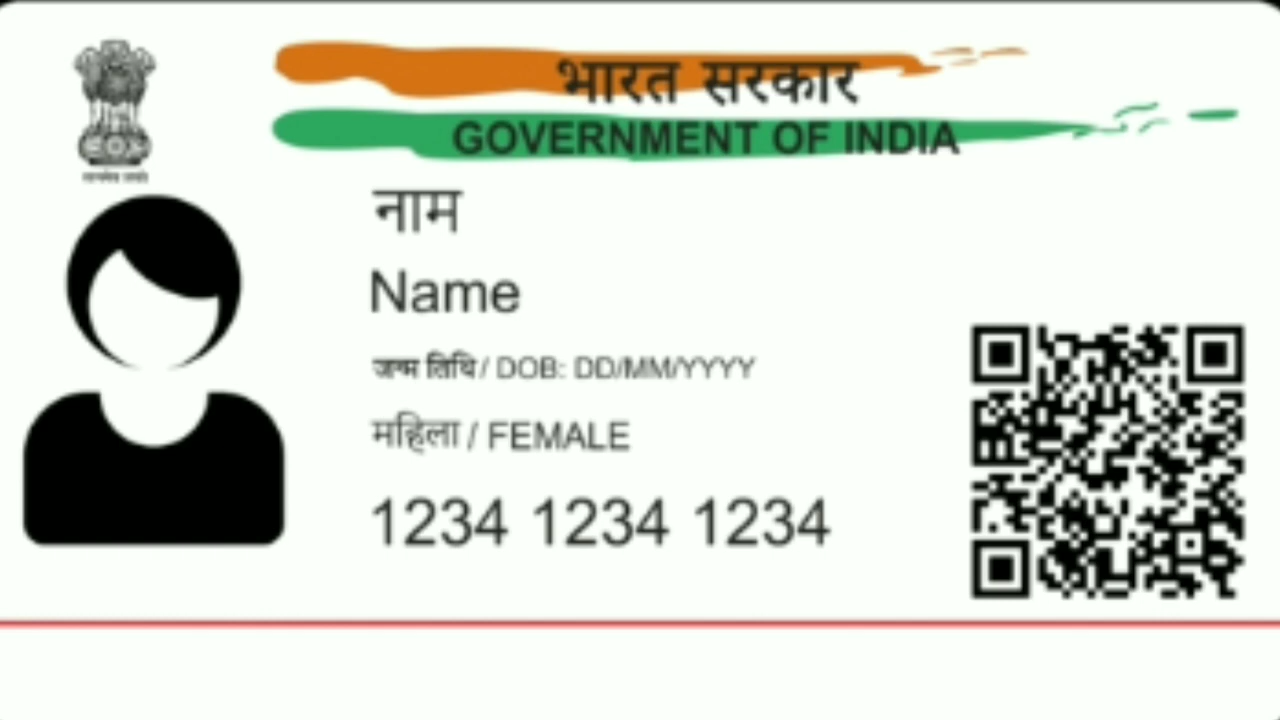 भारत सरकार
GOVERNMENT OF INDIA
नाम
Name
जन्म तिथि / DOB: DD/MM/YYYY
महिला / FEMALE
1234 1234 1234